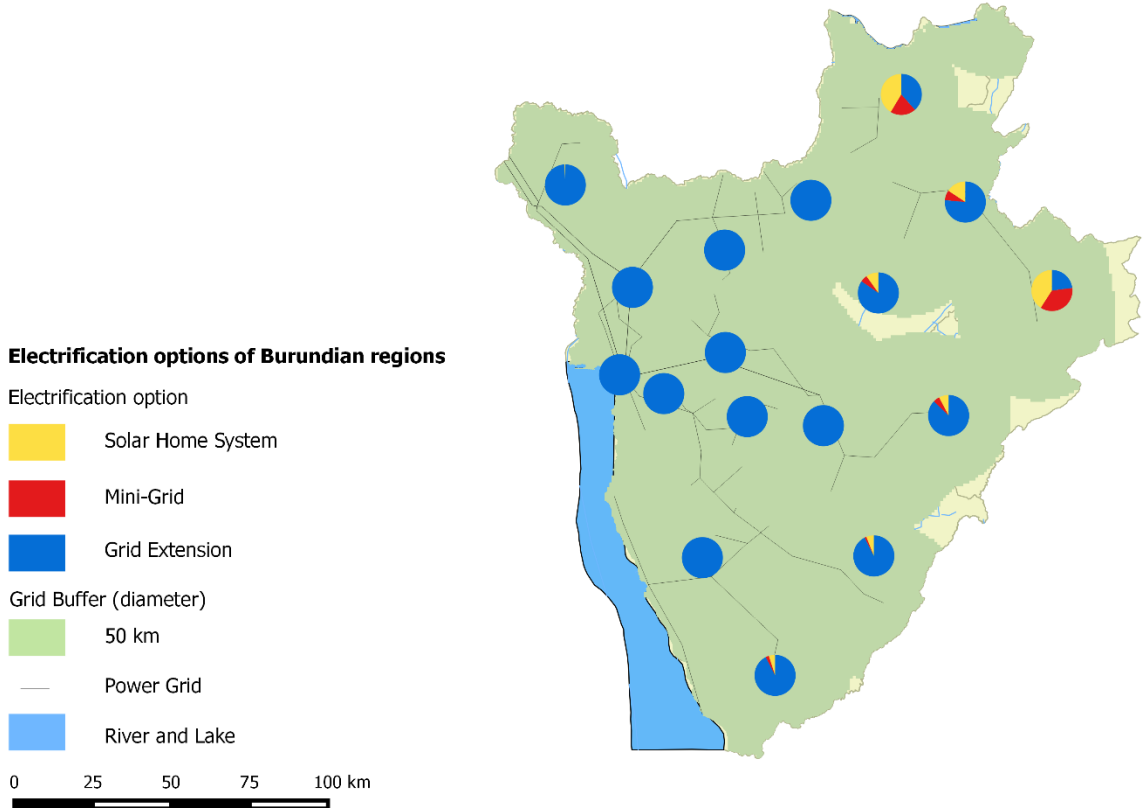 Electrification options of Burundian regions
Electrification option
Solar Home System
Mini-Grid
Grid Extension
Grid Buffer (diameter)
50 km
Power Grid
River and Lake
0 25 50 75 100 km